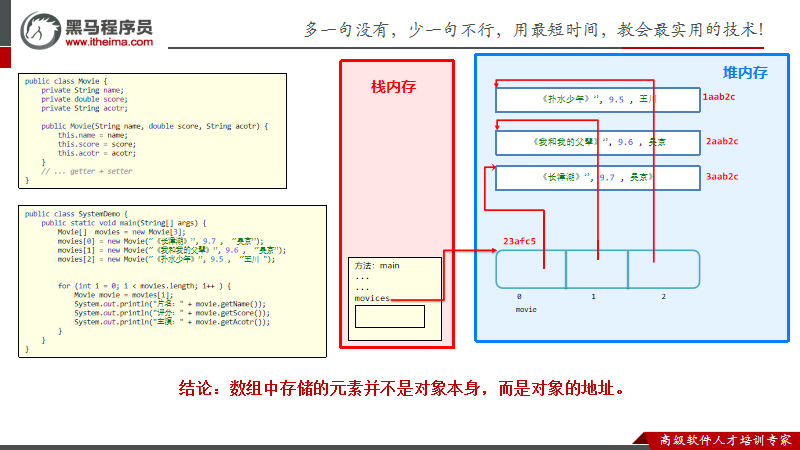 黑马程序员
www.itheima.com
多一句没有，少一句不行，用最短时间，教会最实用的技术！
public class Movie {
private String name;
private double score;
private String acotr;
public Movie(String name, double score, String acotr) {
this.name = name;
this.score = score;
this.acotr = acotr;
}
// ... getter + setter
}
public class SystemDemo {
public static void main(String[] args) {
Movie[] movies = new Movie[3];
movies[0] = new Movie("《长津湖》", 9.7 , "吴京");
movies[1] = new Movie("《我和我的父辈》", 9.6 , "吴京");
movies[2] = new Movie("《扑水少年》", 9.5 , "王川 ");
for (int i = 0; i < movies.length; i++ ) {
Movie movie = movies[i];
System.out.println("片名：" + movie.getName());
System.out.println("评分：" + movie.getScore());
System.out.println("主演：" + movie.getAcotr());
}
}
}
栈内存
方法：main
...
...
movices
堆内存
《扑水少年》", 9.5 , 王川
1aab2c
《我和我的父辈》", 9.6 , 吴京
2aab2c
《长津湖》", 9.7 , 吴京》
3aab2c
23afc5
0 1 2
movie
结论：数组中存储的元素并不是对象本身，而是对象的地址。
高级软件人才培训专家